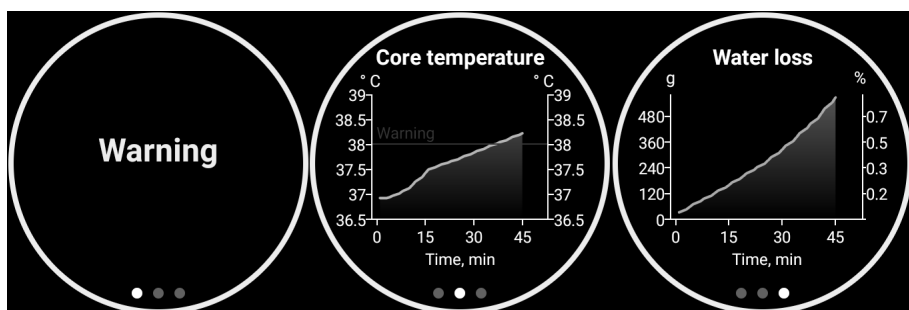 Warning
Core temperature
° C
° C
39
39
38.5
38.5
Warning
38
38
37.5
37.5
37
37
36.5
36.5
0 15 30 45
Time, min
Water loss
g
%
480
0.7
360
0.5
240
0.3
120
0.2
0
0 15 30 45
Time, min